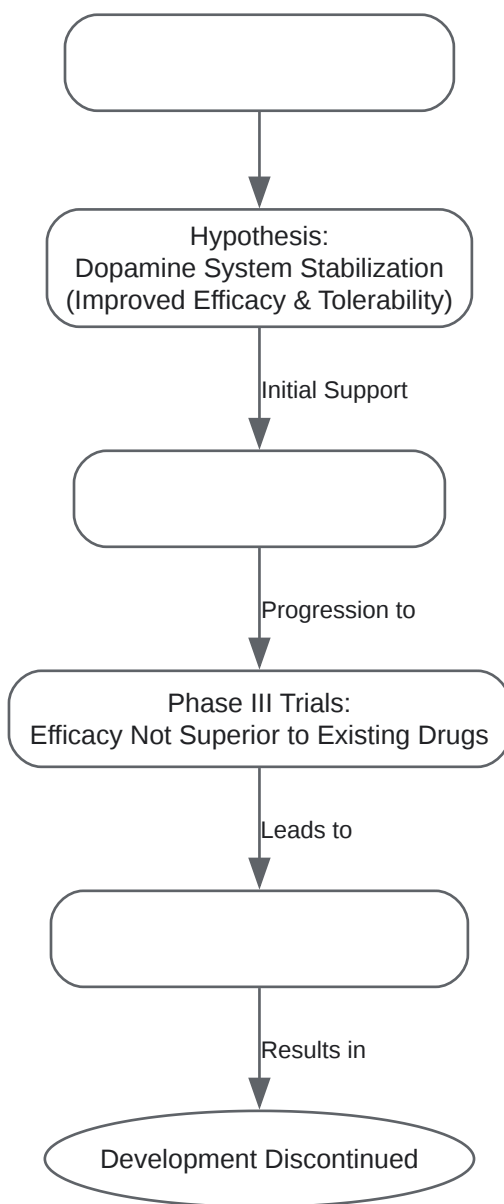 Hypothesis:
Dopamine System Stabilization
(Improved Efficacy & Tolerability)
Initial Support
Progression to
Phase III Trials:
Efficacy Not Superior to Existing Drugs
Leads to
Results in
Development Discontinued